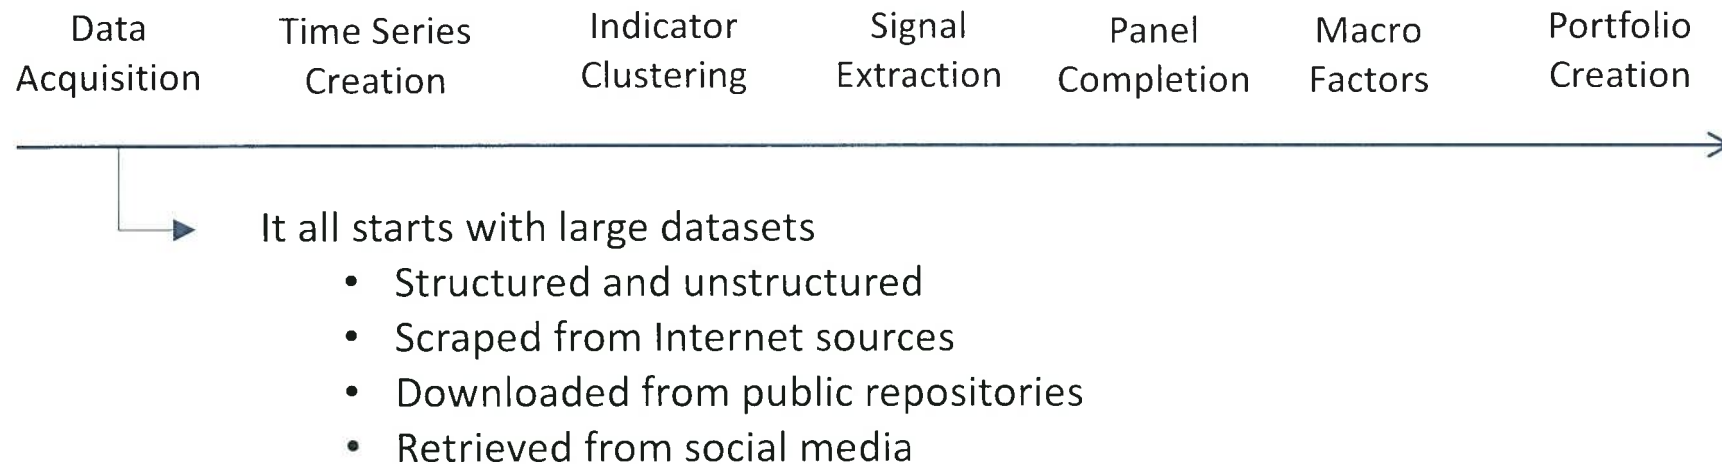 Data
Acquisition
Time Series
Creation
Indicator
Clustering
Signal
Extraction
Panel
Completion
Macro
Factors
Portfolio
Creation
It all starts with large datasets
• Structured and unstructured
• Scraped from Internet sources
• Downloaded from public repositories
• Retrieved from social media